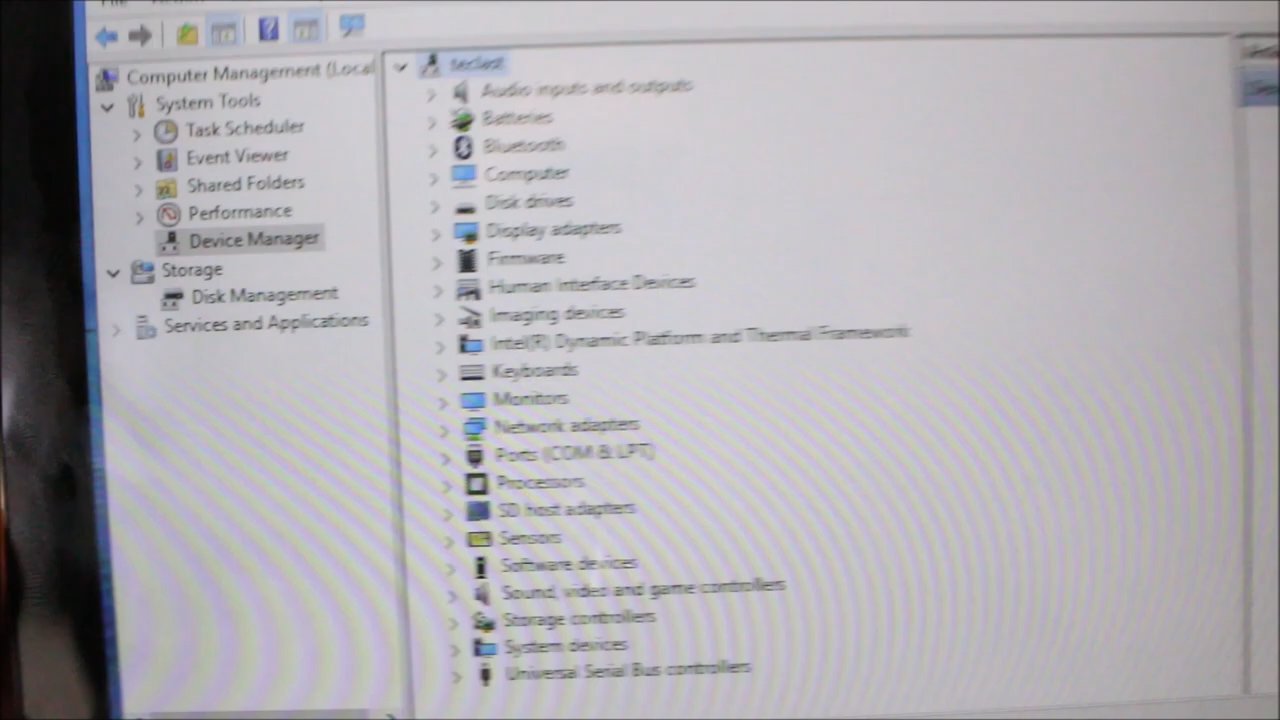 Computer Management (Local
System Tools
Task Scheduler
Event Viewer
Shared Folders
Performance
Device Manager
Storage
Disk Management
Services and Applications
teclast
Audio inputs and outputs
Batteries
Bluetooth
Computer
Disk drives
Display adapters
Firmware
Human Interface Devices
Imaging devices
Intel(R) Dynamic Platform and Thermal Framework
Keyboards
Monitors
Network adapters
Ports (COM & LPT)
Processors
SD host adapters
Sensors
Software devices
Sound, video and game controllers
Storage controllers
System devices
Universal Serial Bus controllers